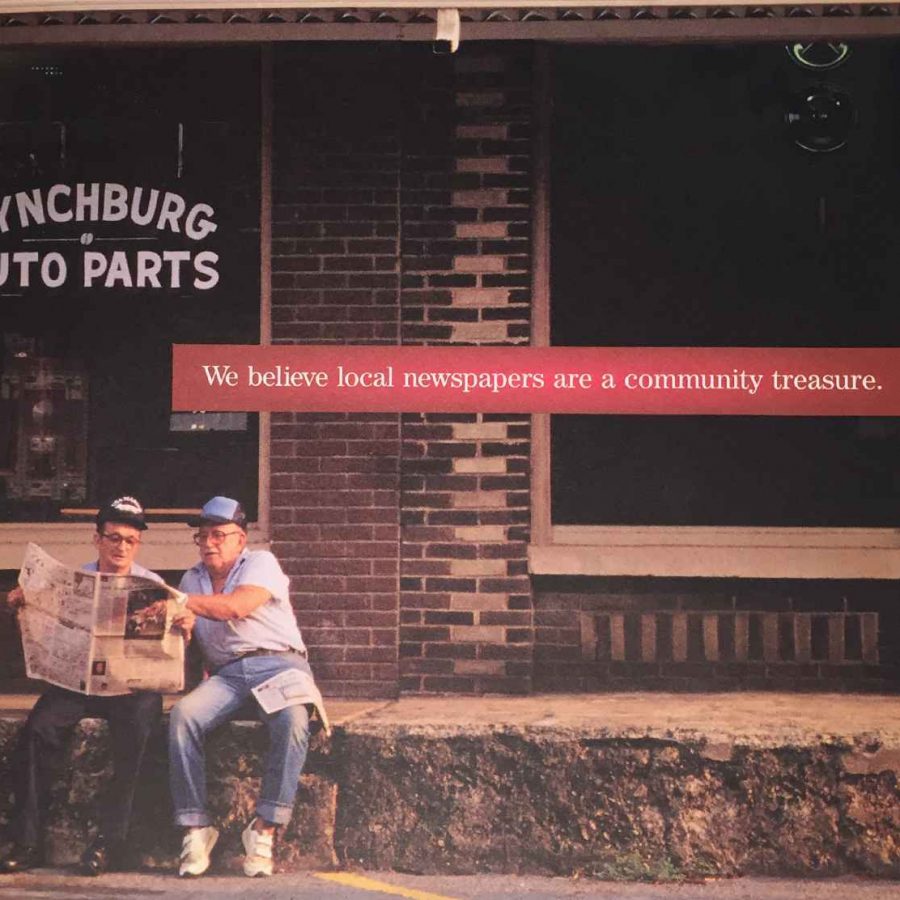 YNCHBURG
UTO PARTS
We believe local newspapers are a community treasure.